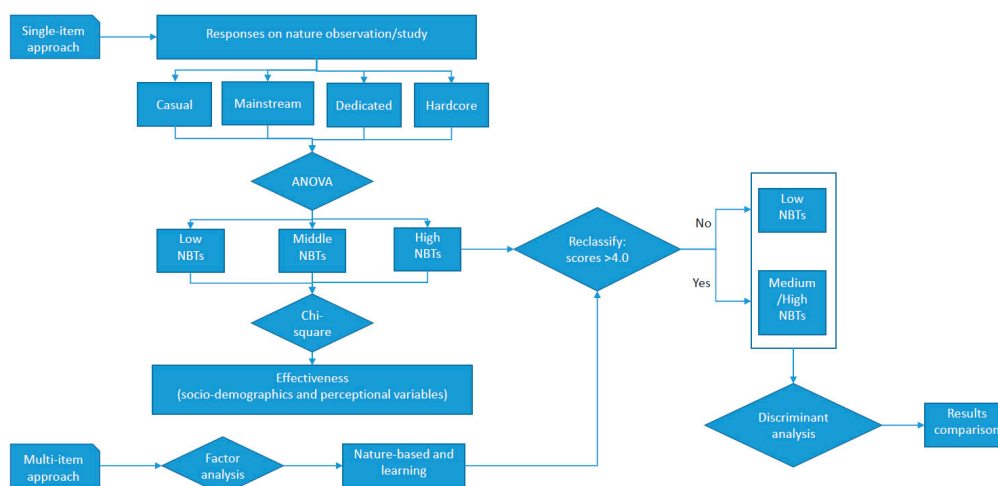 Single-item
approach
Responses on nature observation/study
Casual
Mainstream
Dedicated
Hardcore
ANOVA
Low
NBTs
Middle
NBTs
High
NBTs
Reclassify:
scores >4.0
No
Yes
Low
NBTs
Medium
/High
NBTs
Chi-
square
Effectiveness
(socio-demographics and perceptional variables)
Discriminant
analysis
Results
comparison
Multi-item
approach
Factor
analysis
Nature-based and
learning